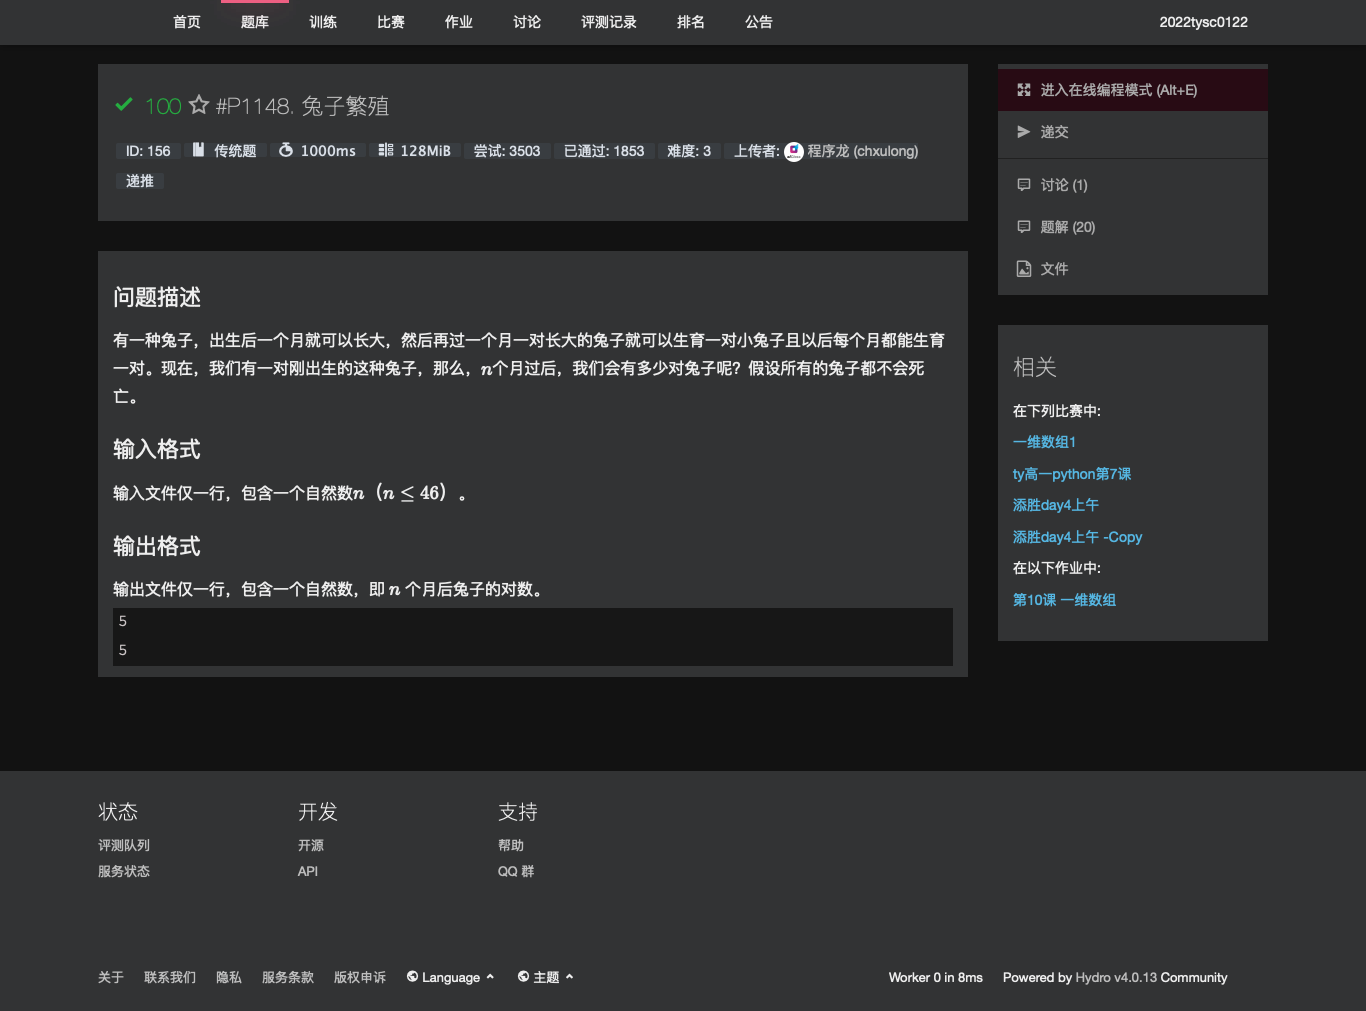 首页 题库 训练 比赛 作业 讨论 评测记录 排名 公告 2022tysc0122
100 #P1148. 兔子繁殖
ID: 156 传统题 1000ms 128MiB 尝试: 3503 已通过: 1853 难度: 3 上传者: 程序龙 (chxulong)
递推
问题描述
有一种兔子，出生后一个月就可以长大，然后再过一个月一对长大的兔子就可以生育一对小兔子且以后每个月都能生育
一对。现在，我们有一对刚出生的这种兔子，那么，n个月过后，我们会有多少对兔子呢？假设所有的兔子都不会死
亡。
输入格式
输入文件仅一行，包含一个自然数n（n ≤ 46）。
输出格式
输出文件仅一行，包含一个自然数，即 n 个月后兔子的对数。
5
5
进入在线编程模式 (Alt+E)
递交
讨论 (1)
题解 (20)
文件
相关
在下列比赛中:
一维数组1
ty高一python第7课
添胜day4上午
添胜day4上午 -Copy
在以下作业中:
第10课 一维数组
状态 开发 支持
评测队列 开源 帮助
服务状态 API QQ 群
关于 联系我们 隐私 服务条款 版权申诉 Language 主题 Worker 0 in 8ms Powered by Hydro v4.0.13 Community